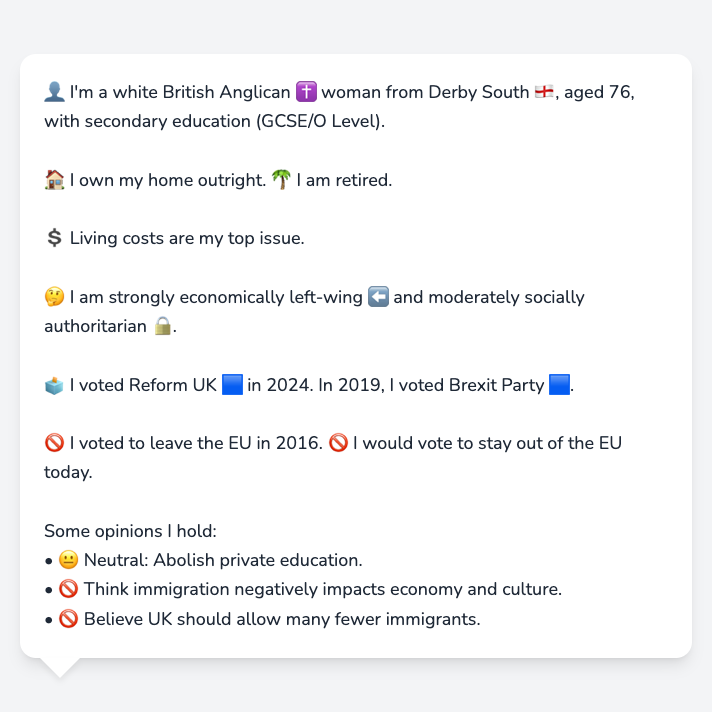 👤 I'm a white British Anglican ✝️ woman from Derby South 🏴󠁧󠁢󠁥󠁮󠁧󠁿, aged 76,
with secondary education (GCSE/O Level).
🏠 I own my home outright. 🌴 I am retired.
💲 Living costs are my top issue.
🤔 I am strongly economically left-wing ⬅️ and moderately socially
authoritarian 🔒.
🗳️ I voted Reform UK 🟦 in 2024. In 2019, I voted Brexit Party 🟦.
🚫 I voted to leave the EU in 2016. 🚫 I would vote to stay out of the EU
today.
Some opinions I hold:
• 😐 Neutral: Abolish private education.
• 🚫 Think immigration negatively impacts economy and culture.
• 🚫 Believe UK should allow many fewer immigrants.